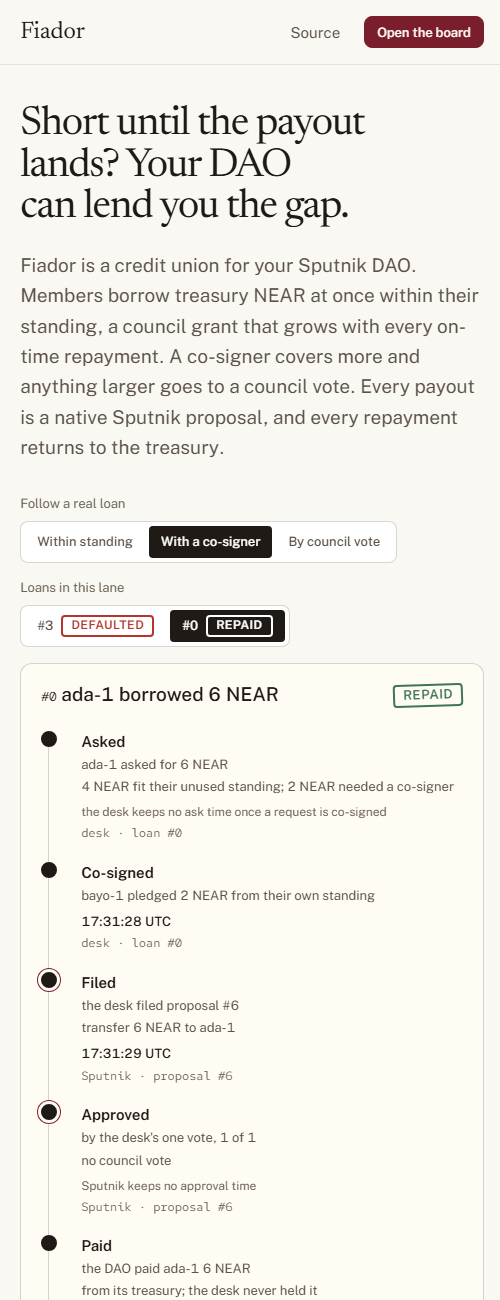 Fiador
Source
Open the board
Short until the payout
lands? Your DAO
can lend you the gap.
Fiador is a credit union for your Sputnik DAO.
Members borrow treasury NEAR at once within their
standing, a council grant that grows with every on-
time repayment. A co-signer covers more and
anything larger goes to a council vote. Every payout
is a native Sputnik proposal, and every repayment
returns to the treasury.
Follow a real loan
Within standing
With a co-signer
By council vote
Loans in this lane
#3 DEFAULTED
#0 REPAID
#0 ada-1 borrowed 6 NEAR
REPAID
Asked
ada-1 asked for 6 NEAR
4 NEAR fit their unused standing; 2 NEAR needed a co-signer
the desk keeps no ask time once a request is co-signed
desk · loan #0
Co-signed
bayo-1 pledged 2 NEAR from their own standing
17:31:28 UTC
desk · loan #0
Filed
the desk filed proposal #6
transfer 6 NEAR to ada-1
17:31:29 UTC
Sputnik · proposal #6
Approved
by the desk's one vote, 1 of 1
no council vote
Sputnik keeps no approval time
Sputnik · proposal #6
Paid
the DAO paid ada-1 6 NEAR
from its treasury; the desk never held it